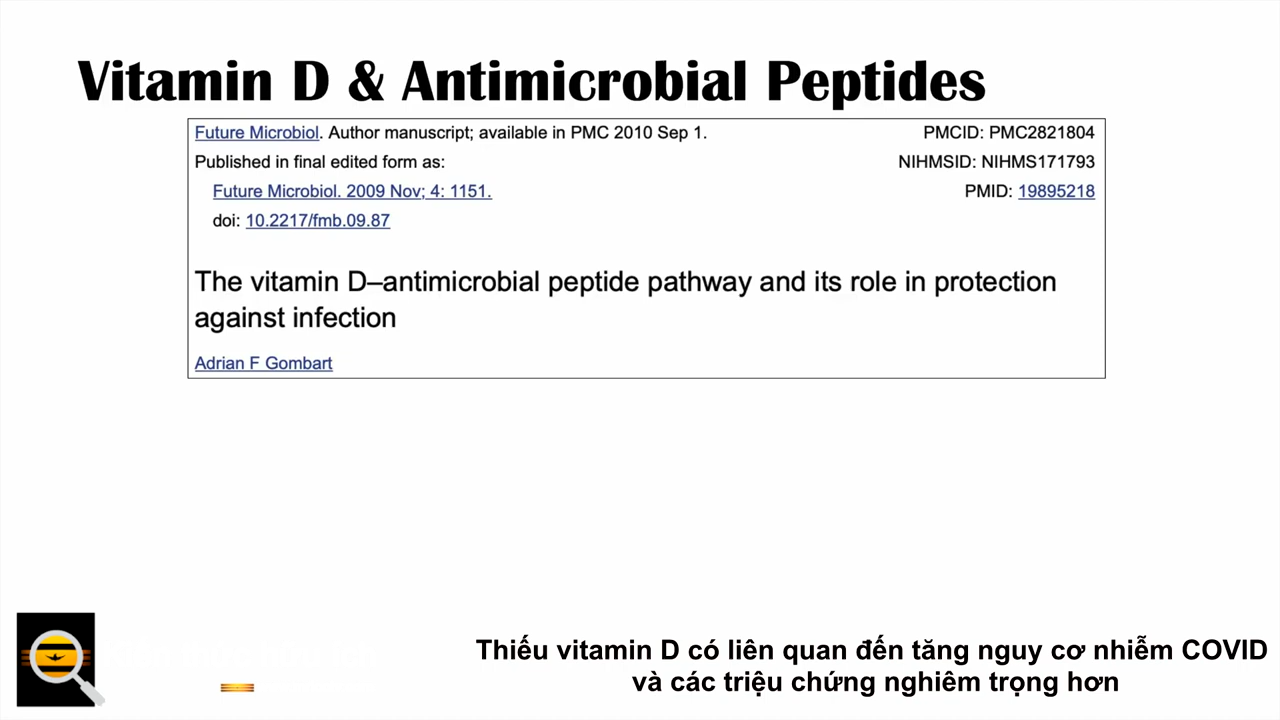 Vitamin D & Antimicrobial Peptides
Future Microbiol. Author manuscript; available in PMC 2010 Sep 1.
PMCID: PMC2821804
Published in final edited form as:
NIHMSID: NIHMS171793
Future Microbiol. 2009 Nov; 4: 1151.
PMID: 19895218
doi: 10.2217/fmb.09.87
The vitamin D–antimicrobial peptide pathway and its role in protection
against infection
Adrian F Gombart
Thiếu vitamin D có liên quan đến tăng nguy cơ nhiễm COVID
và các triệu chứng nghiêm trọng hơn